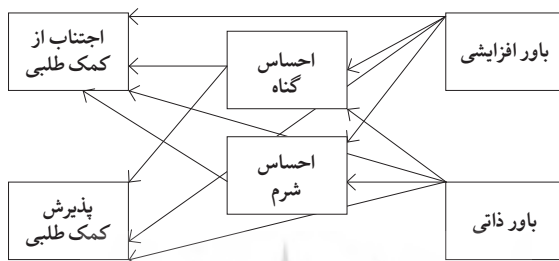 باور افزایشی
احساس
گناه
اجتناب از
کمک طلبی
باور ذاتی
احساس
شرم
پذیرش
کمک طلبی